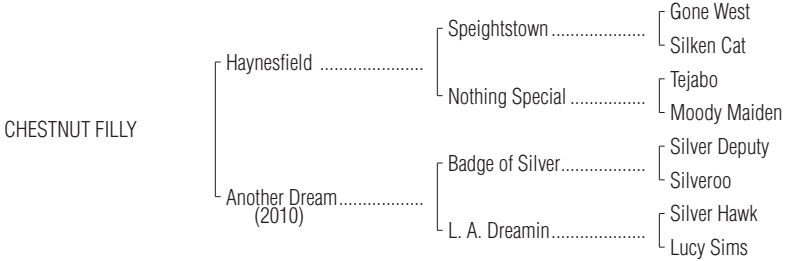 Gone West
Speightstown ....................
Silken Cat
Haynesfield ......................
Tejabo
Nothing Special ................
Moody Maiden
CHESTNUT FILLY
Silver Deputy
Badge of Silver..................
Silveroo
Another Dream..................
(2010)
Silver Hawk
L. A. Dreamin ....................
Lucy Sims